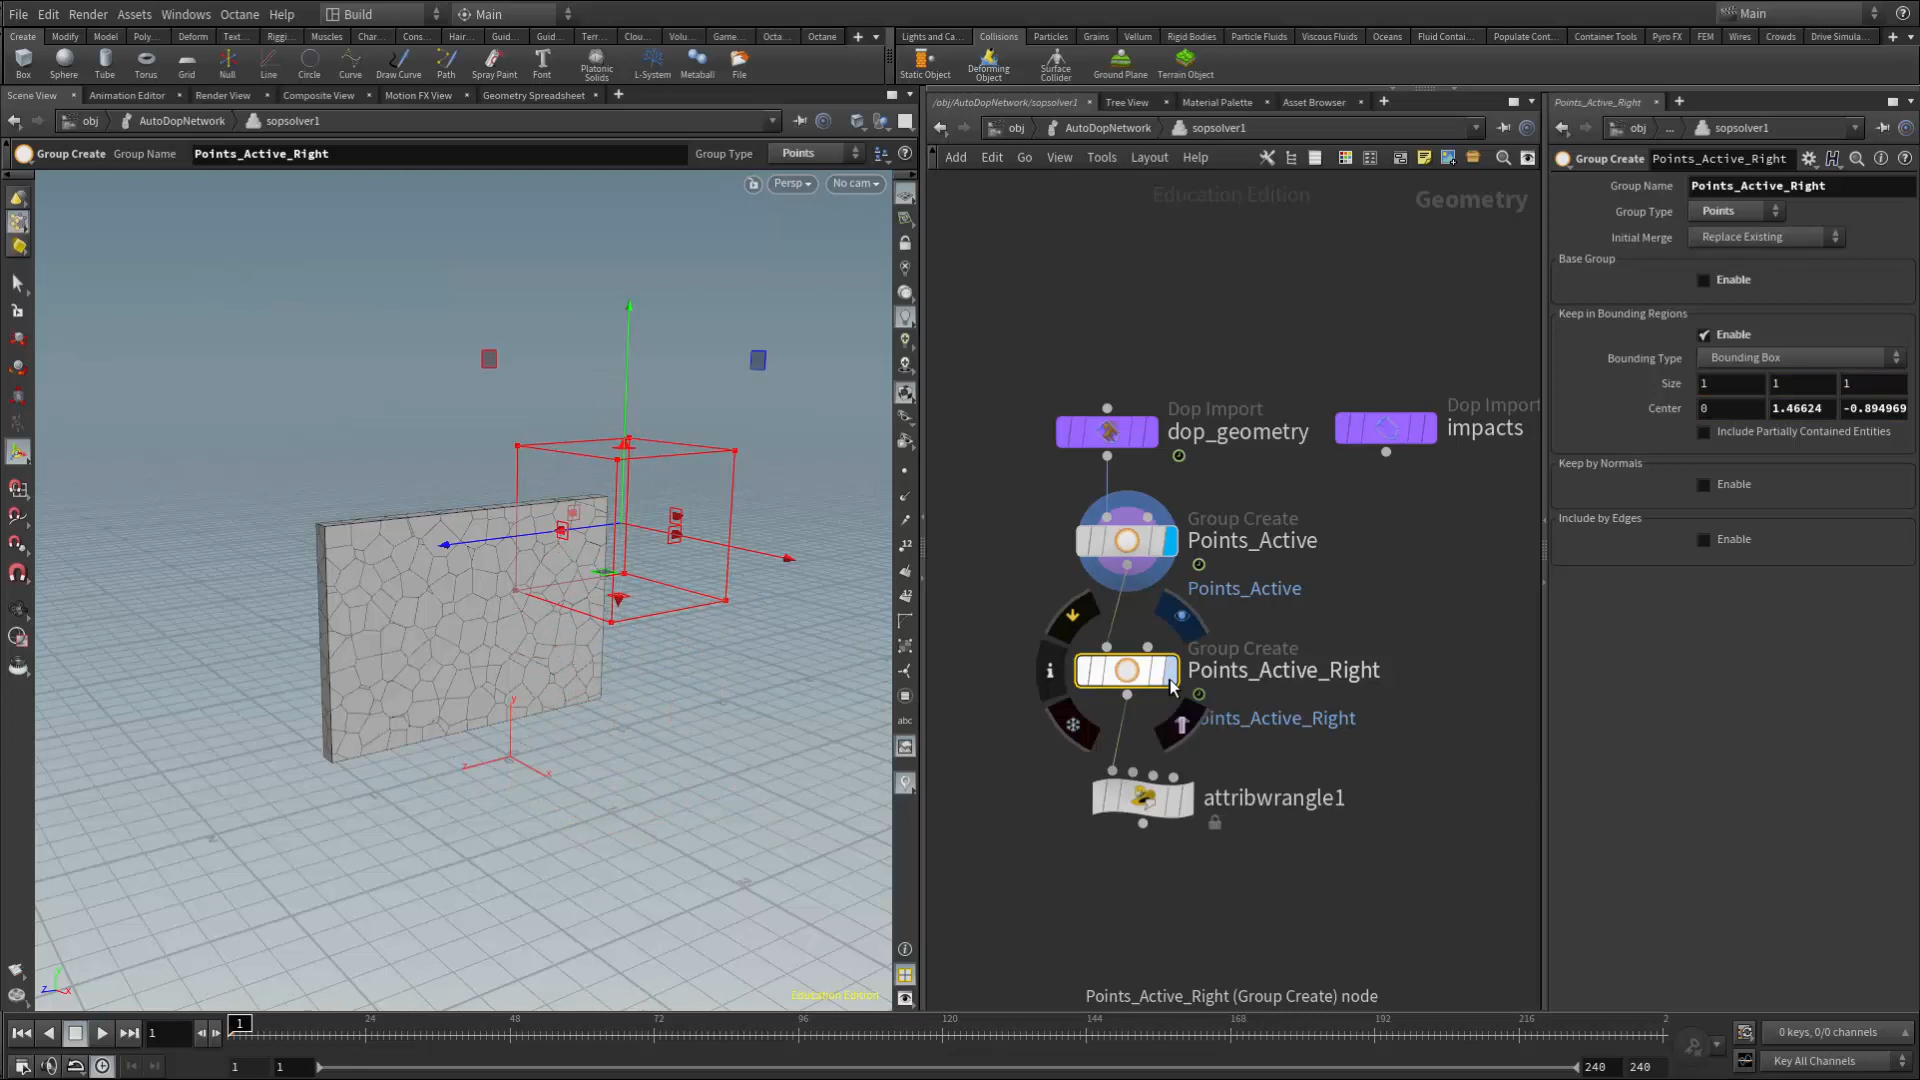 File Edit Render Assets Windows Octane Help Build Main Main
Create Modify Model Poly... Deform Text... Riggi... Muscles Char... Cons... Hair... Guid... Guid... Terr... Clou... Volu... Game... Octa... Octane
Lights and Ca... Collisions Particles Grains Vellum Rigid Bodies Particle Fluids Viscous Fluids Oceans Fluid Contai... Populate Cont... Container Tools Pyro FX FEM Wires Crowds Drive Simula...
Box Sphere Tube Torus Grid Null Line Circle Curve Draw Curve Path Spray Paint Font Platonic Solids L-System Metaball File
Static Object Deforming Object Surface Collider Ground Plane Terrain Object
Scene View Animation Editor Render View Composite View Motion FX View Geometry Spreadsheet
/obj/AutoDopNetwork/sopsolver1 Tree View Material Palette Asset Browser
Points_Active_Right
obj AutoDopNetwork sopsolver1
obj AutoDopNetwork sopsolver1
obj ... sopsolver1
Group Create Group Name Points_Active_Right Group Type Points
Add Edit Go View Tools Layout Help
Group Create Points_Active_Right
Persp No cam
Education Edition
Geometry
Group Name Points_Active_Right
Group Type Points
Initial Merge Replace Existing
Base Group
Enable
Keep in Bounding Regions
Enable
Bounding Type Bounding Box
Size 1 1 1
Center 0 1.46624 -0.894969
Include Partially Contained Entities
Keep by Normals
Enable
Include by Edges
Enable
Dop Import
dop_geometry
Dop Import
impacts
Group Create
Points_Active
Points_Active
Group Create
Points_Active_Right
oints_Active_Right
attribwrangle1
12
12
abc
y
z
x
z
x
Education Edition
Points_Active_Right (Group Create) node
1 1 24 48 72 96 120 144 168 192 216 2
0 keys, 0/0 channels
1 1 240 240
Key All Channels